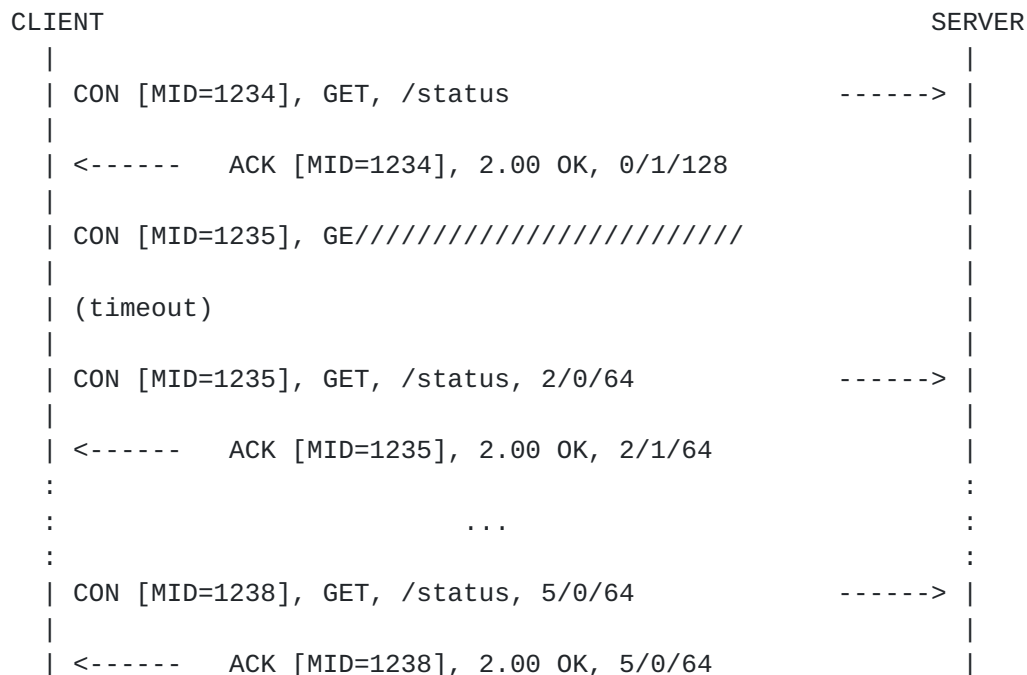 CLIENT                                                     SERVER
  |                                                          |
  | CON [MID=1234], GET, /status                     ------> |
  |                                                          |
  | <------   ACK [MID=1234], 2.00 OK, 0/1/128               |
  |                                                          |
  | CON [MID=1235], GE/////////////////////////              |
  |                                                          |
  | (timeout)                                                |
  |                                                          |
  | CON [MID=1235], GET, /status, 2/0/64             ------> |
  |                                                          |
  | <------   ACK [MID=1235], 2.00 OK, 2/1/64                |
  :                                                          :
  :                          ...                             :
  :                                                          :
  | CON [MID=1238], GET, /status, 5/0/64             ------> |
  |                                                          |
  | <------   ACK [MID=1238], 2.00 OK, 5/0/64                |